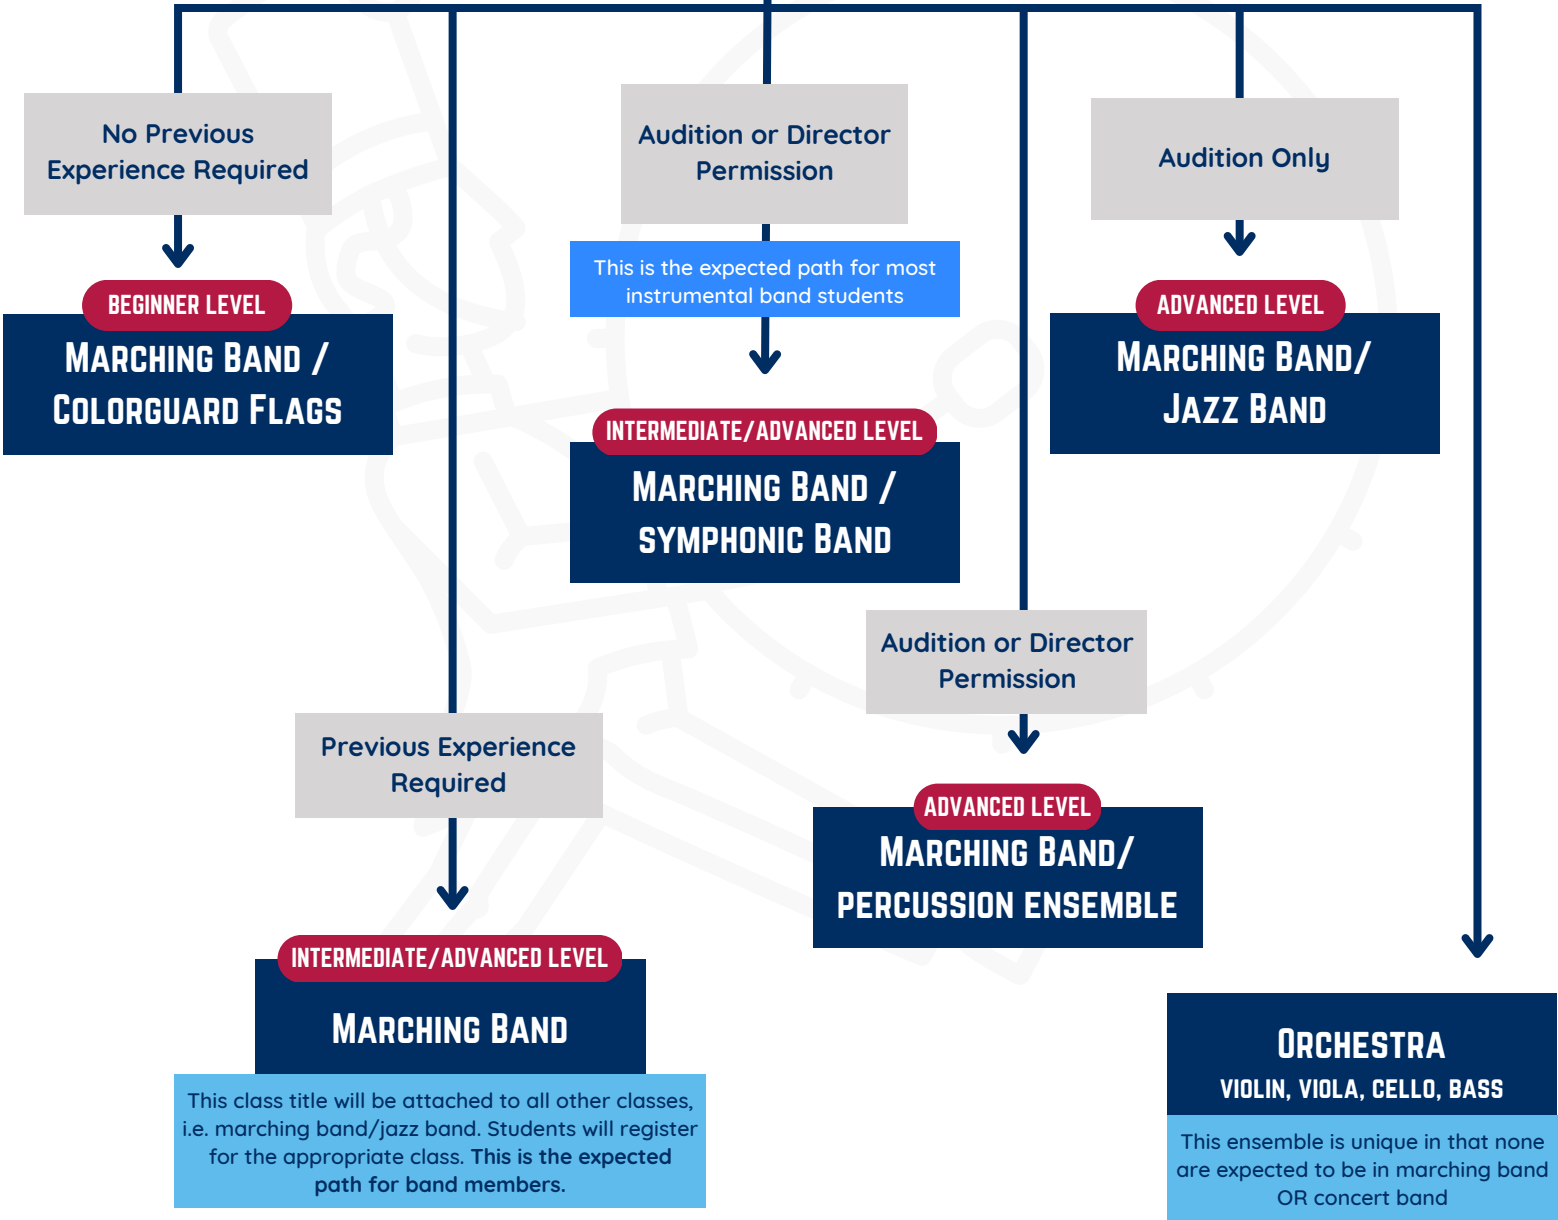 No Previous
Experience Required
BEGINNER LEVEL
MARCHING BAND /
COLORGUARD FLAGS
Audition or Director
Permission
This is the expected path for most
instrumental band students
INTERMEDIATE/ADVANCED LEVEL
MARCHING BAND /
SYMPHONIC BAND
Audition Only
ADVANCED LEVEL
MARCHING BAND/
JAZZ BAND
Audition or Director
Permission
ADVANCED LEVEL
MARCHING BAND/
PERCUSSION ENSEMBLE
Previous Experience
Required
INTERMEDIATE/ADVANCED LEVEL
MARCHING BAND
This class title will be attached to all other classes,
i.e. marching band/jazz band. Students will register
for the appropriate class. This is the expected
path for band members.
ORCHESTRA
VIOLIN, VIOLA, CELLO, BASS
This ensemble is unique in that none
are expected to be in marching band
OR concert band